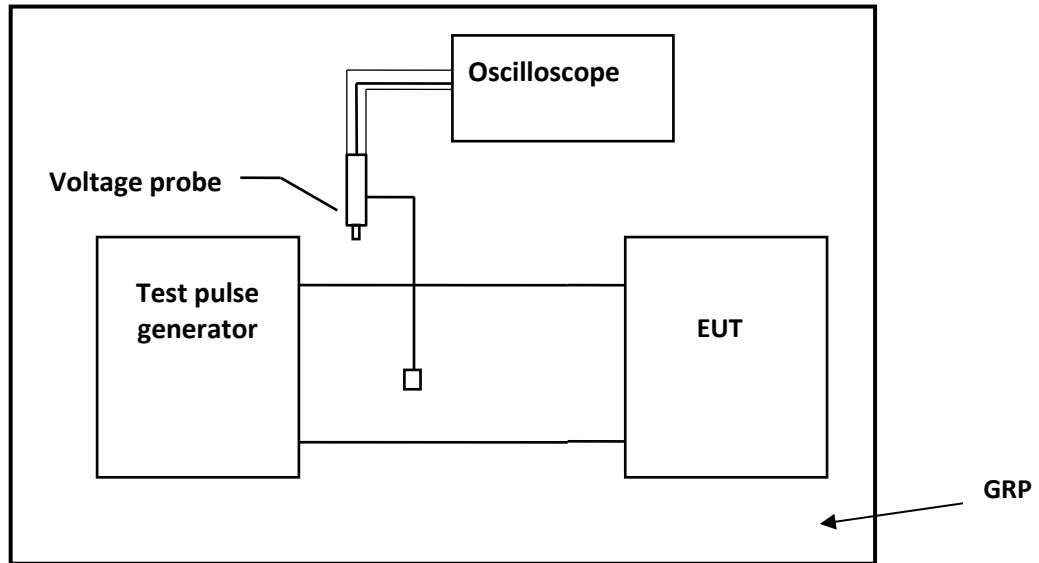 Oscilloscope
Voltage probe
Test pulse
generator
EUT
GRP